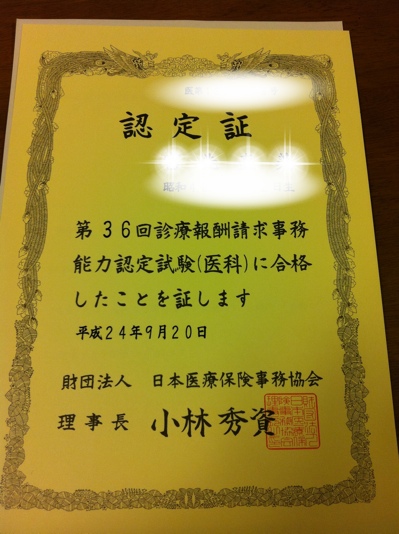 認定証
昭和
第36回診療報酬請求事務
能力認定試験(医科)に合格
したことを証します
平成24年9月20日
財団法人 日本医療保険事務協会
理事長 小林秀資